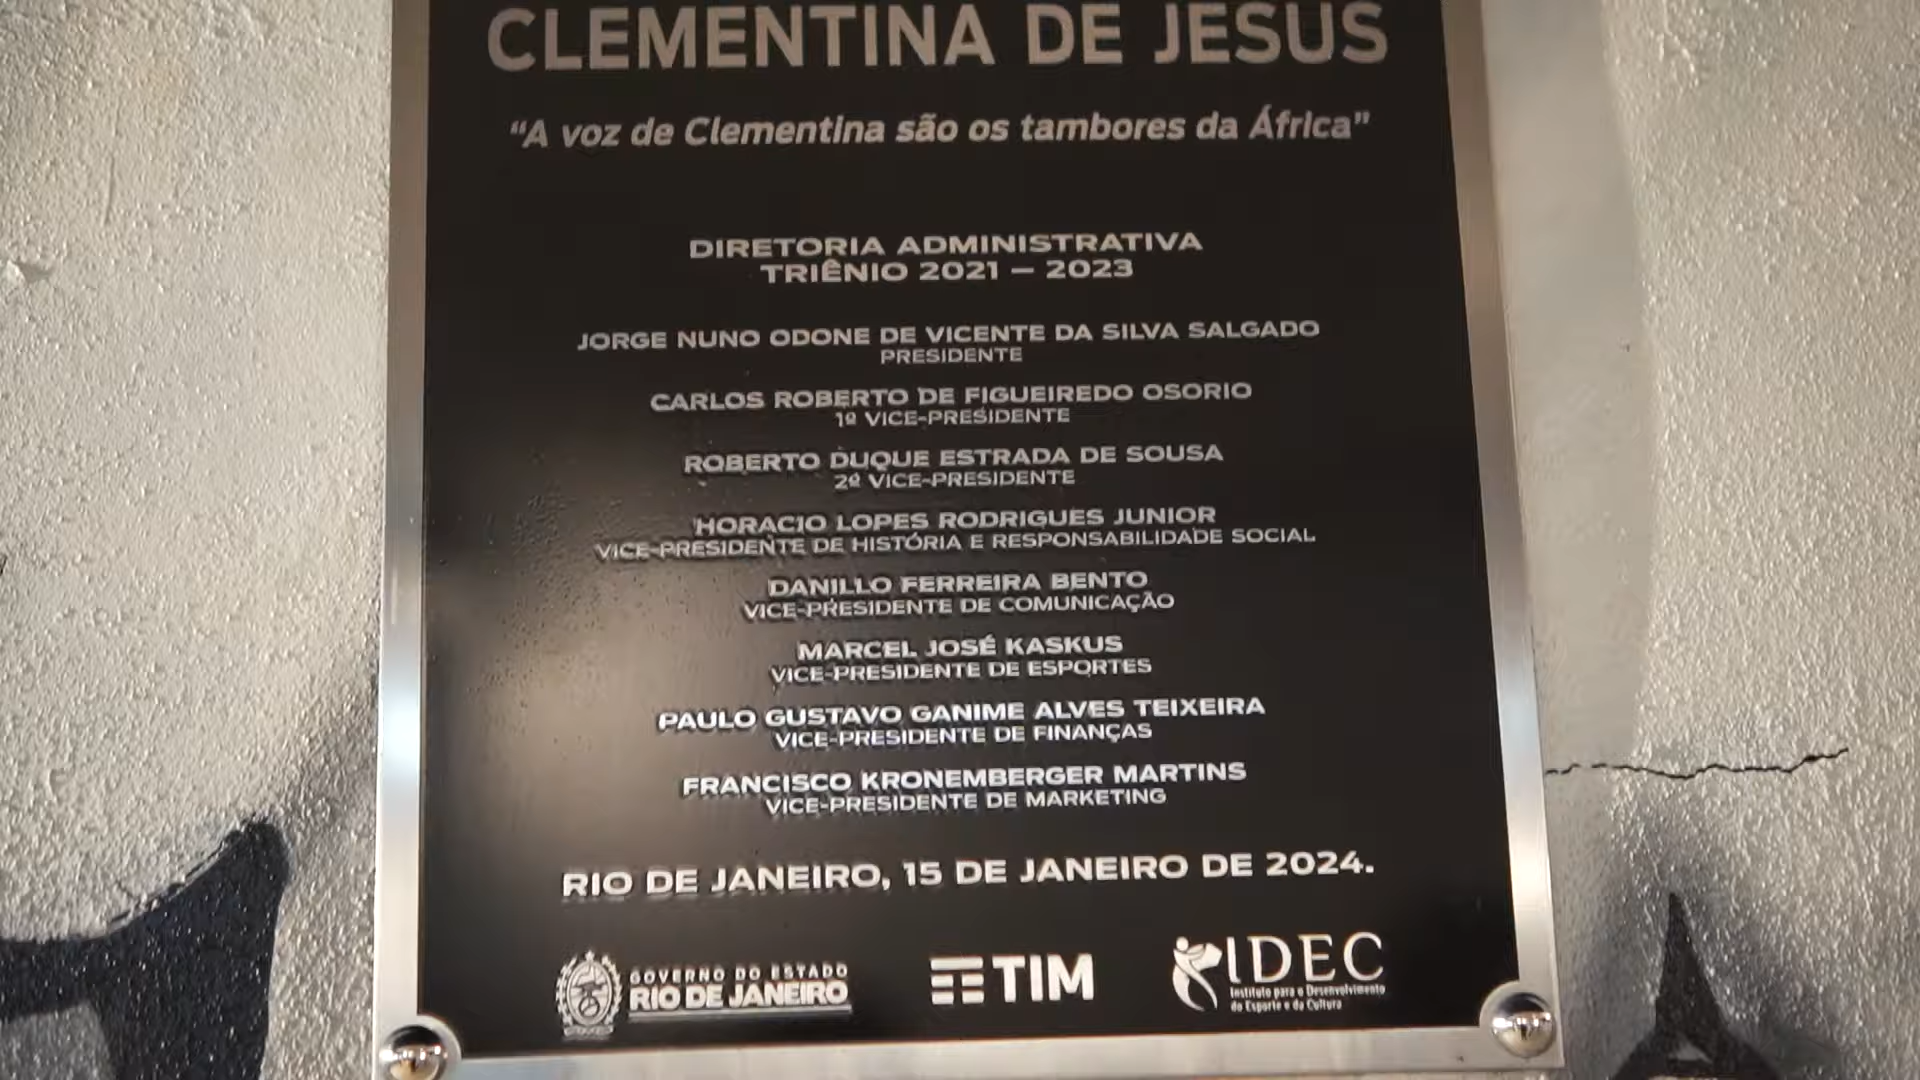 CLEMENTINA DE JESUS
“A voz de Clementina são os tambores da África”
DIRETORIA ADMINISTRATIVA
TRIÊNIO 2021 – 2023
JORGE NUNO ODONE DE VICENTE DA SILVA SALGADO
PRESIDENTE
CARLOS ROBERTO DE FIGUEIREDO OSORIO
1º VICE-PRESIDENTE
ROBERTO DUQUE ESTRADA DE SOUSA
2º VICE-PRESIDENTE
HORACIO LOPES RODRIGUES JUNIOR
VICE-PRESIDENTE DE HISTÓRIA E RESPONSABILIDADE SOCIAL
DANILLO FERREIRA BENTO
VICE-PRESIDENTE DE COMUNICAÇÃO
MARCEL JOSÉ KASKUS
VICE-PRESIDENTE DE ESPORTES
PAULO GUSTAVO GANIME ALVES TEIXEIRA
VICE-PRESIDENTE DE FINANÇAS
FRANCISCO KRONEMBERGER MARTINS
VICE-PRESIDENTE DE MARKETING
RIO DE JANEIRO, 15 DE JANEIRO DE 2024.
GOVERNO DO ESTADO
RIO DE JANEIRO
TIM
IDEC
Instituto para o Desenvolvimento
do Esporte e da Cultura